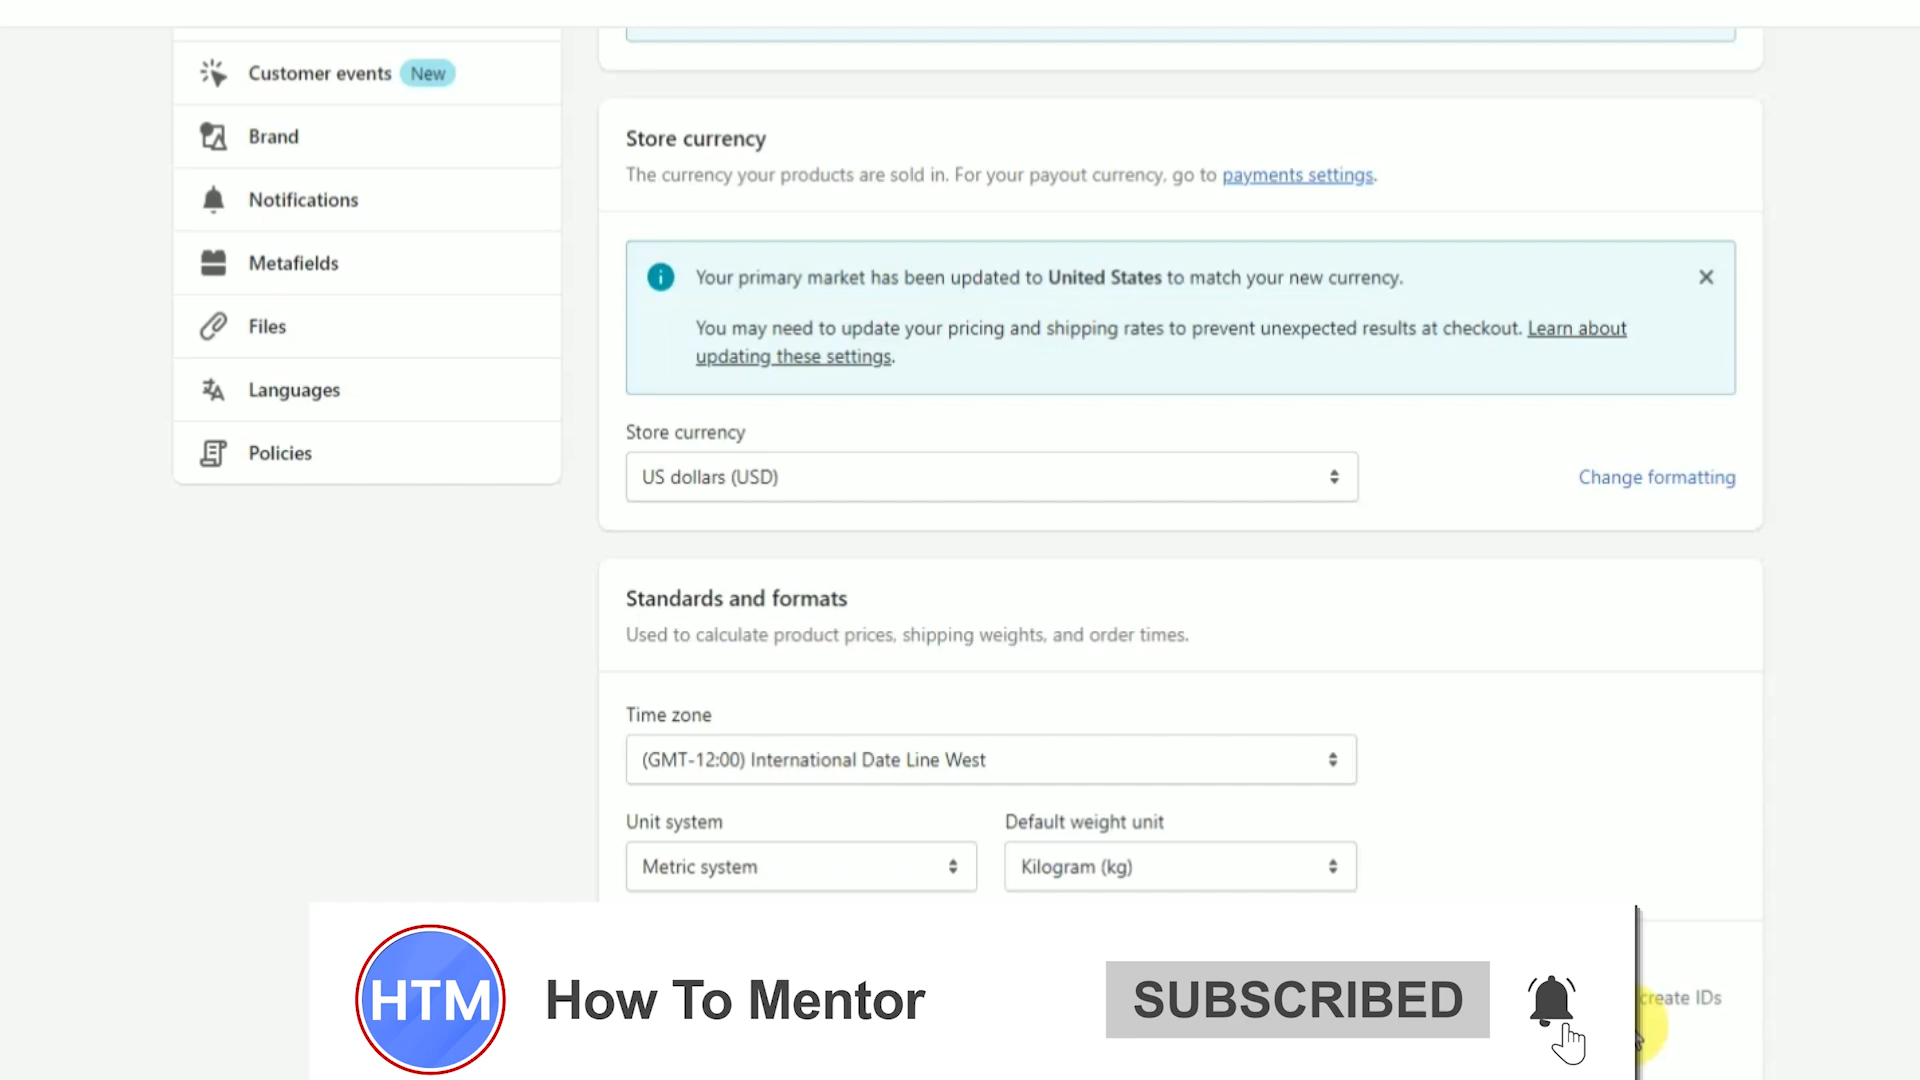 Customer events New
Brand
Notifications
Metafields
Files
Languages
Policies
Store currency
The currency your products are sold in. For your payout currency, go to payments settings.
Your primary market has been updated to United States to match your new currency.
You may need to update your pricing and shipping rates to prevent unexpected results at checkout. Learn about
updating these settings.
Store currency
US dollars (USD)
Change formatting
Standards and formats
Used to calculate product prices, shipping weights, and order times.
Time zone
(GMT-12:00) International Date Line West
Unit system
Default weight unit
Metric system
Kilogram (kg)
create IDs
HTM
How To Mentor
SUBSCRIBED